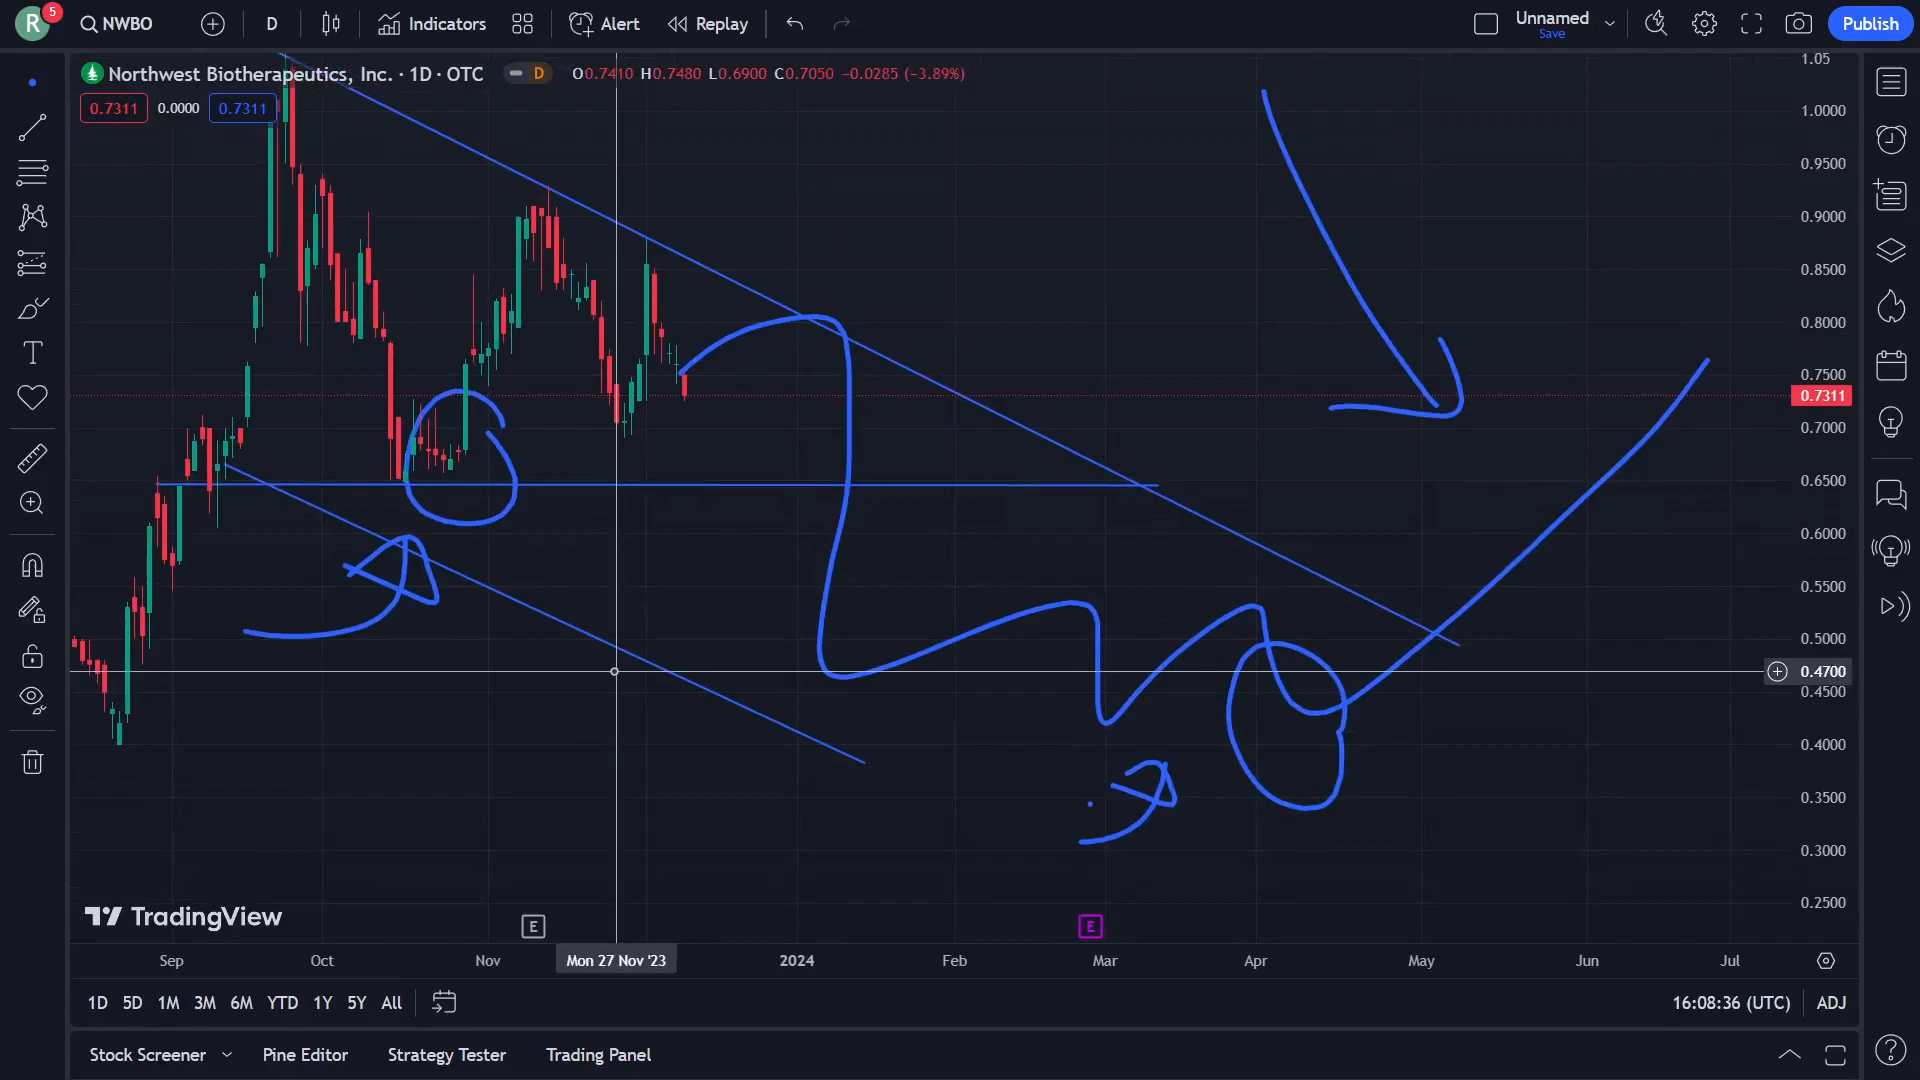 R 5 NWBO D Indicators Alert Replay Unnamed Save Publish
Northwest Biotherapeutics, Inc. · 1D · OTC D O0.7410 H0.7480 L0.6900 C0.7050 −0.0285 (−3.89%)
0.7311 0.0000 0.7311
1.05
1.0000
0.9500
0.9000
0.8500
0.8000
0.7500
0.7311
0.7000
0.6500
0.6000
0.5500
0.5000
0.4700
0.4500
0.4000
0.3500
0.3000
0.2500
TradingView
E E
Sep Oct Nov Mon 27 Nov '23 2024 Feb Mar Apr May Jun Jul
1D 5D 1M 3M 6M YTD 1Y 5Y All 16:08:36 (UTC) ADJ
Stock Screener Pine Editor Strategy Tester Trading Panel